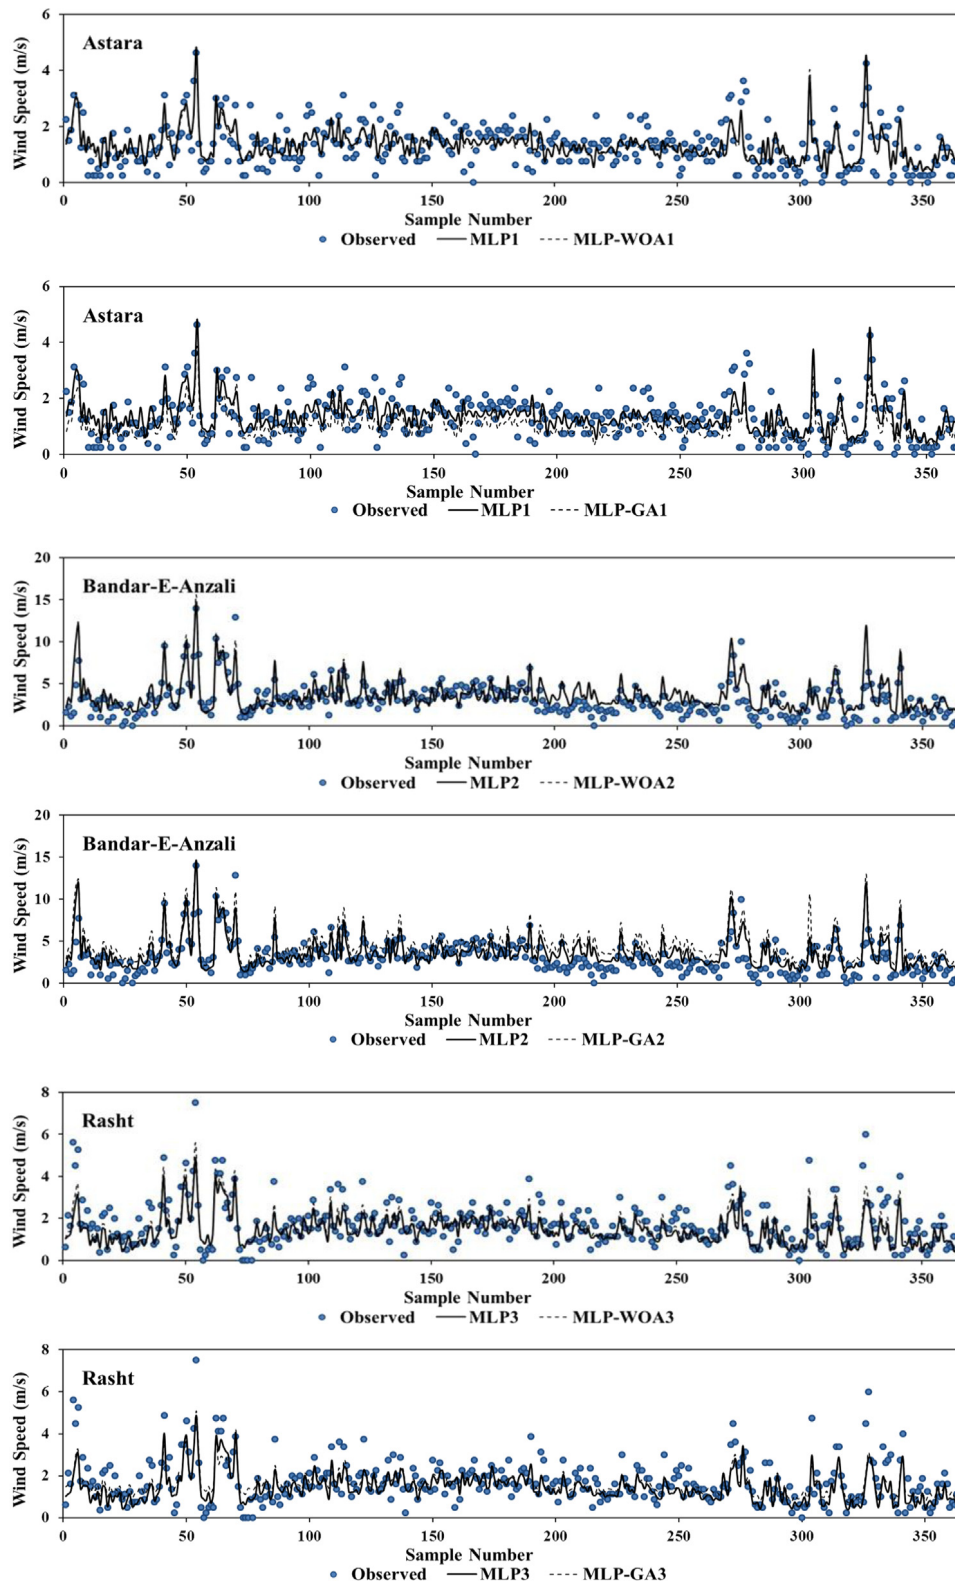 6
Astara
Wind Speed (m/s)
4
2
0
0 50 100 150 200 250 300 350
Sample Number
Observed MLP1 MLP-WOA1
6
Astara
Wind Speed (m/s)
4
2
0
0 50 100 150 200 250 300 350
Sample Number
Observed MLP1 MLP-GA1
20
Bandar-E-Anzali
Wind Speed (m/s)
15
10
5
0
0 50 100 150 200 250 300 350
Sample Number
Observed MLP2 MLP-WOA2
20
Bandar-E-Anzali
Wind Speed (m/s)
15
10
5
0
0 50 100 150 200 250 300 350
Sample Number
Observed MLP2 MLP-GA2
8
Rasht
Wind Speed (m/s)
6
4
2
0
0 50 100 150 200 250 300 350
Sample Number
Observed MLP3 MLP-WOA3
8
Rasht
Wind Speed (m/s)
6
4
2
0
0 50 100 150 200 250 300 350
Sample Number
Observed MLP3 MLP-GA3